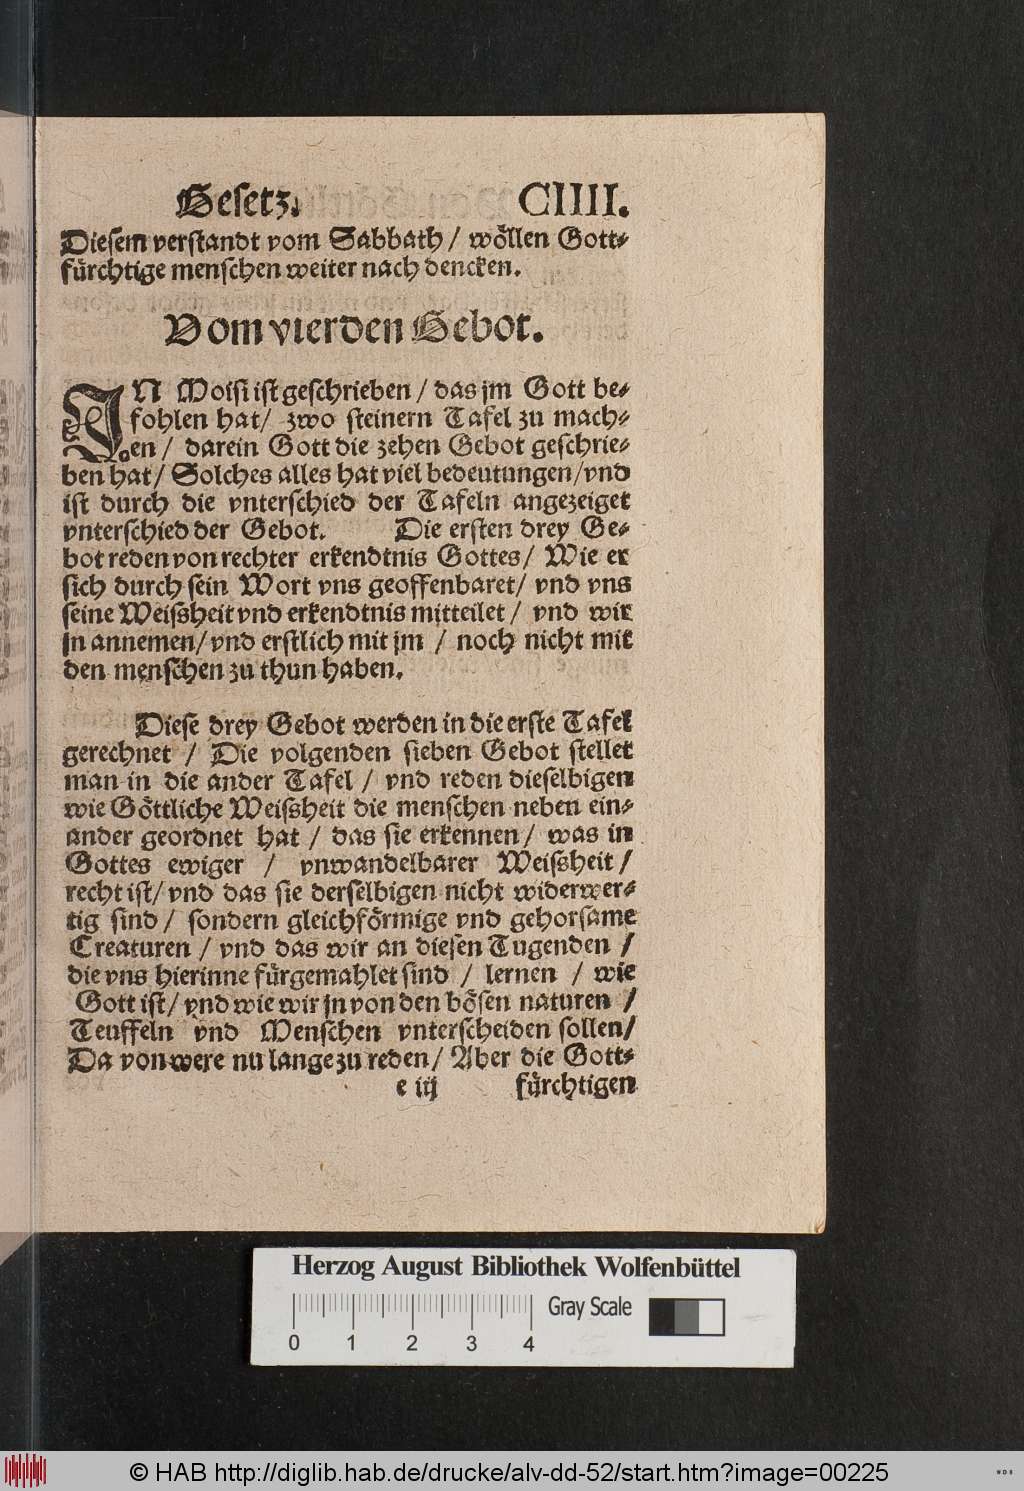 Gesetz. CIIII.
Diesem verstandt vom Sabbath / wöllen Gott⸗
fürchtige menschen weiter nach dencken.
Vom vierden Gebot.
IN Moisi ist geschrieben / das jm Gott be⸗
fohlen hat / zwo steinern Tafel zu mach⸗
en / darein Gott die zehen Gebot geschrie⸗
ben hat / Solches alles hat viel bedeutungen / vnd
ist durch die vnterschied der Tafeln angezeiget
vnterschied der Gebot. Die ersten drey Ge⸗
bot reden von rechter erkendtnis Gottes / Wie er
sich durch sein Wort vns geoffenbaret / vnd vns
seine Weißheit vnd erkendtnis mitteilet / vnd wir
jn annemen / vnd erstlich mit jm / noch nicht mit
den menschen zu thun haben.
Diese drey Gebot werden in die erste Tafel
gerechnet / Die volgenden sieben Gebot stellet
man in die ander Tafel / vnd reden dieselbigen
wie Göttliche Weißheit die menschen neben ein⸗
ander geordnet hat / das sie erkennen / was in
Gottes ewiger / vnwandelbarer Weißheit /
recht ist / vnd das sie derselbigen nicht widerwer⸗
tig sind / sondern gleichförmige vnd gehorsame
Creaturen / vnd das wir an diesen Tugenden /
die vns hierinne fürgemahlet sind / lernen / wie
Gott ist / vnd wie wir jn von den bösen naturen /
Teuffeln vnd Menschen vnterscheiden sollen /
Da von were nu lange zu reden / Aber die Gott⸗
e iij fürchtigen
Herzog August Bibliothek Wolfenbüttel
Gray Scale
0 1 2 3 4
© HAB http://diglib.hab.de/drucke/alv-dd-52/start.htm?image=00225